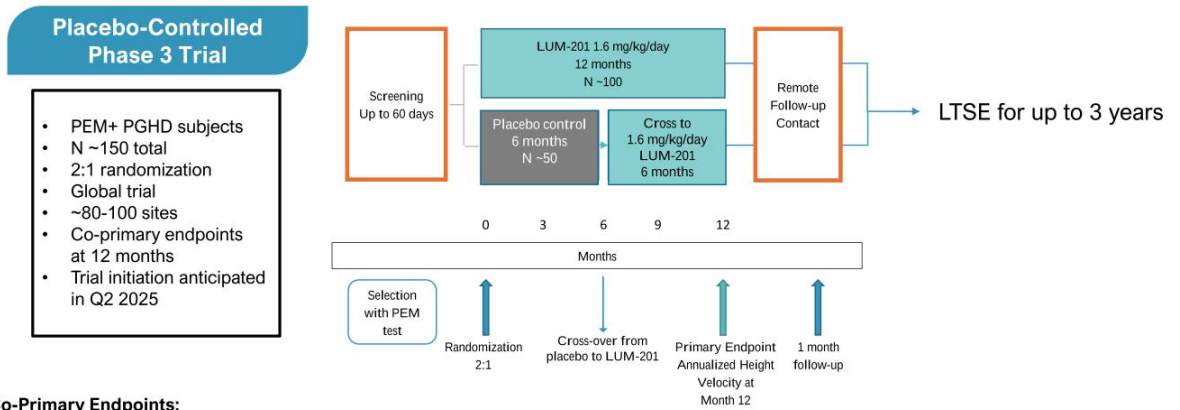 Placebo-Controlled
Phase 3 Trial
• PEM+ PGHD subjects
• N ~150 total
• 2:1 randomization
• Global trial
• ~80-100 sites
• Co-primary endpoints
at 12 months
• Trial initiation anticipated
in Q2 2025
Screening
Up to 60 days
LUM-201 1.6 mg/kg/day
12 months
N ~100
Placebo control
6 months
N ~50
Cross to
1.6 mg/kg/day
LUM-201
6 months
Remote
Follow-up
Contact
LTSE for up to 3 years
0 3 6 9 12
Months
Selection
with PEM
test
Randomization
2:1
Cross-over from
placebo to LUM-201
Primary Endpoint
Annualized Height
Velocity at
Month 12
1 month
follow-up
o-Primary Endpoints: